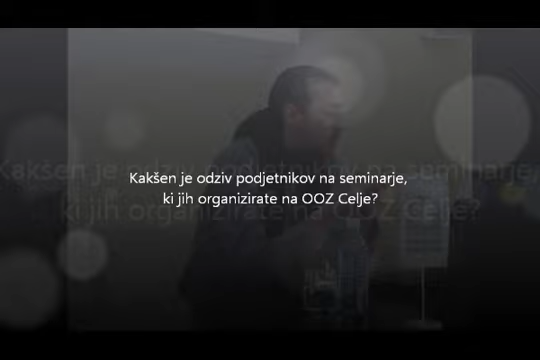 Kakšen je odziv podjetnikov na seminarje,
ki jih organizirate na OOZ Celje?